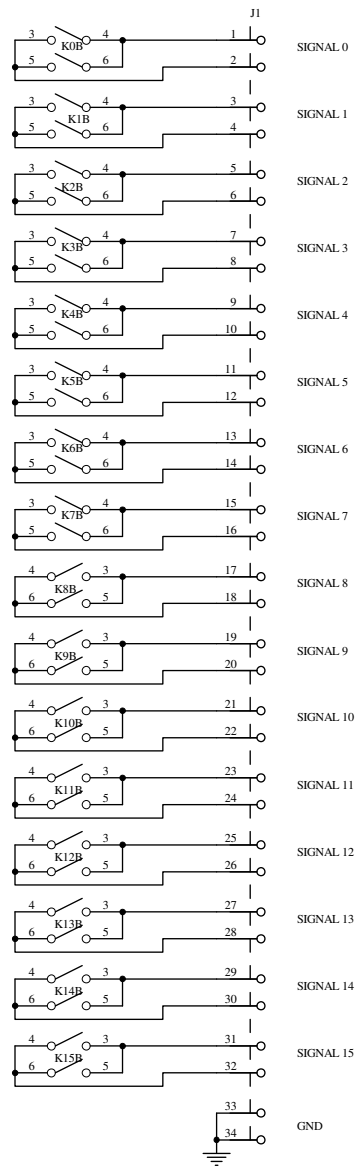 J1
3 4 1
K0B SIGNAL 0
5 6 2
3 4 3
K1B SIGNAL 1
5 6 4
3 4 5
K2B SIGNAL 2
5 6 6
3 4 7
K3B SIGNAL 3
5 6 8
3 4 9
K4B SIGNAL 4
5 6 10
3 4 11
K5B SIGNAL 5
5 6 12
3 4 13
K6B SIGNAL 6
5 6 14
3 4 15
K7B SIGNAL 7
5 6 16
4 3 17
K8B SIGNAL 8
6 5 18
4 3 19
K9B SIGNAL 9
6 5 20
4 3 21
K10B SIGNAL 10
6 5 22
4 3 23
K11B SIGNAL 11
6 5 24
4 3 25
K12B SIGNAL 12
6 5 26
4 3 27
K13B SIGNAL 13
6 5 28
4 3 29
K14B SIGNAL 14
6 5 30
4 3 31
K15B SIGNAL 15
6 5 32
33
GND
34